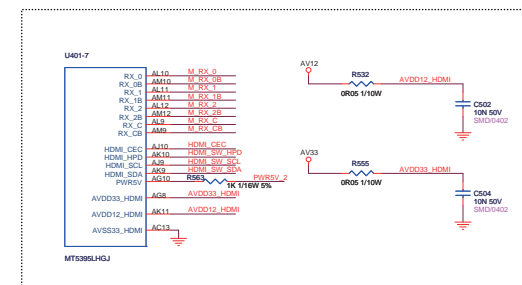 U401-7
RX_0 AL10 M_RX_0
RX_0B AM10 M_RX_0B
RX_1 AL11 M_RX_1
RX_1B AM11 M_RX_1B
RX_2 AL12 M_RX_2
RX_2B AM12 M_RX_2B
RX_C AL9 M_RX_C
RX_CB AM9 M_RX_CB
HDMI_CEC AJ10 HDMI_CEC
HDMI_HPD AK10 HDMI_SW_HPD
HDMI_SCL AJ9 HDMI_SW_SCL
HDMI_SDA AK9 HDMI_SW_SDA
PWR5V AG10 R563 PWR5V_2
1K 1/16W 5%
AVDD33_HDMI AG8 AVDD33_HDMI
AVDD12_HDMI AK11 AVDD12_HDMI
AVSS33_HDMI AC13
MT5395LHGJ
AV12
R532
AVDD12_HDMI
0R05 1/10W
C502
10N 50V
SMD/0402
AV33
R555
AVDD33_HDMI
0R05 1/10W
C504
10N 50V
SMD/0402